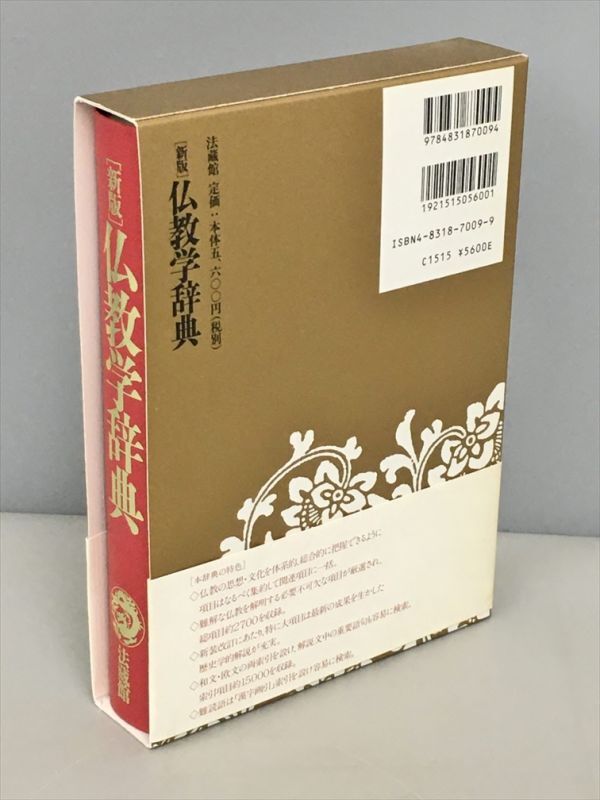 [新版]
仏教学辞典
法蔵館
法蔵館 定価:本体五、六〇〇円(税別)
[新版]
仏教学辞典
9784831870094
1921515056001
ISBN4-8318-7009-9
C1515 ¥5600E
[本辞典の特色]
◇仏教の思想・文化を体系的、総合的に把握できるように
項目はなるべく集約して関連項目に一括。
◇難解な仏教を解明する必要不可欠な項目が厳選され、
総項目約2700を収録。
◇新装改訂にあたり、特に大項目は最新の成果を生かした
歴史学的解説が充実。
◇和文・欧文の両索引を設け、解説文中の重要語句も容易に検索。
索引項目約15000を収録。
◇難読語は「漢字画引」索引を設け容易に検索。